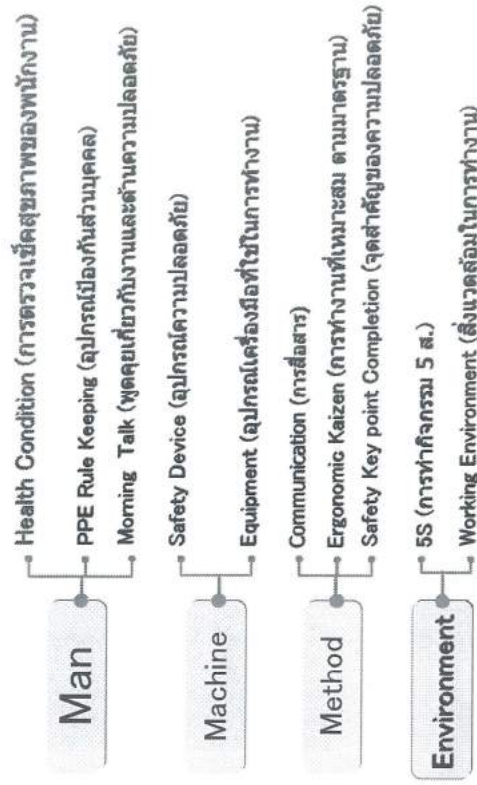 Man
Health Condition (การตรวจเช็คสุขภาพของพนักงาน)
PPE Rule Keeping (อุปกรณ์ป้องกันส่วนบุคคล)
Morning Talk (พูดคุยเกี่ยวกับงานและด้านความปลอดภัย)
Machine
Safety Device (อุปกรณ์ความปลอดภัย)
Equipment (อุปกรณ์เครื่องมือที่ใช้ในการทำงาน)
Method
Communication (การสื่อสาร)
Ergonomic Kaizen (การทำงานที่เหมาะสม ตามมาตรฐาน)
Safety Key point Completion (จุดสำคัญของความปลอดภัย)
Environment
5S (การทำกิจกรรม 5 ส.)
Working Environment (สิ่งแวดล้อมในการทำงาน)